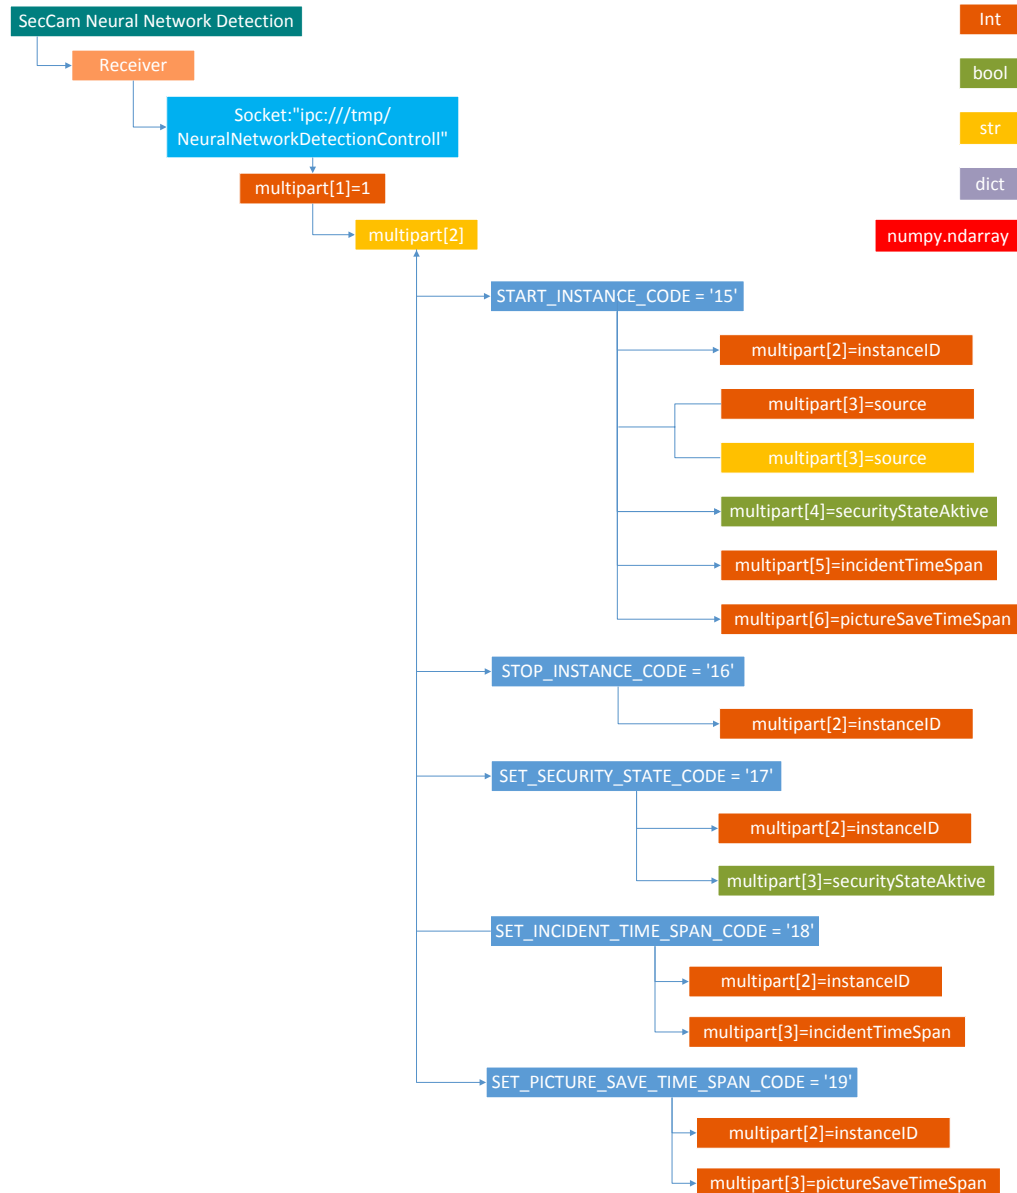 SecCam Neural Network Detection
Int
Receiver
bool
Socket:"ipc:///tmp/
NeuralNetworkDetectionControll"
str
multipart[1]=1
dict
multipart[2]
numpy.ndarray
START_INSTANCE_CODE = '15'
multipart[2]=instanceID
multipart[3]=source
multipart[3]=source
multipart[4]=securityStateAktive
multipart[5]=incidentTimeSpan
multipart[6]=pictureSaveTimeSpan
STOP_INSTANCE_CODE = '16'
multipart[2]=instanceID
SET_SECURITY_STATE_CODE = '17'
multipart[2]=instanceID
multipart[3]=securityStateAktive
SET_INCIDENT_TIME_SPAN_CODE = '18'
multipart[2]=instanceID
multipart[3]=incidentTimeSpan
SET_PICTURE_SAVE_TIME_SPAN_CODE = '19'
multipart[2]=instanceID
multipart[3]=pictureSaveTimeSpan